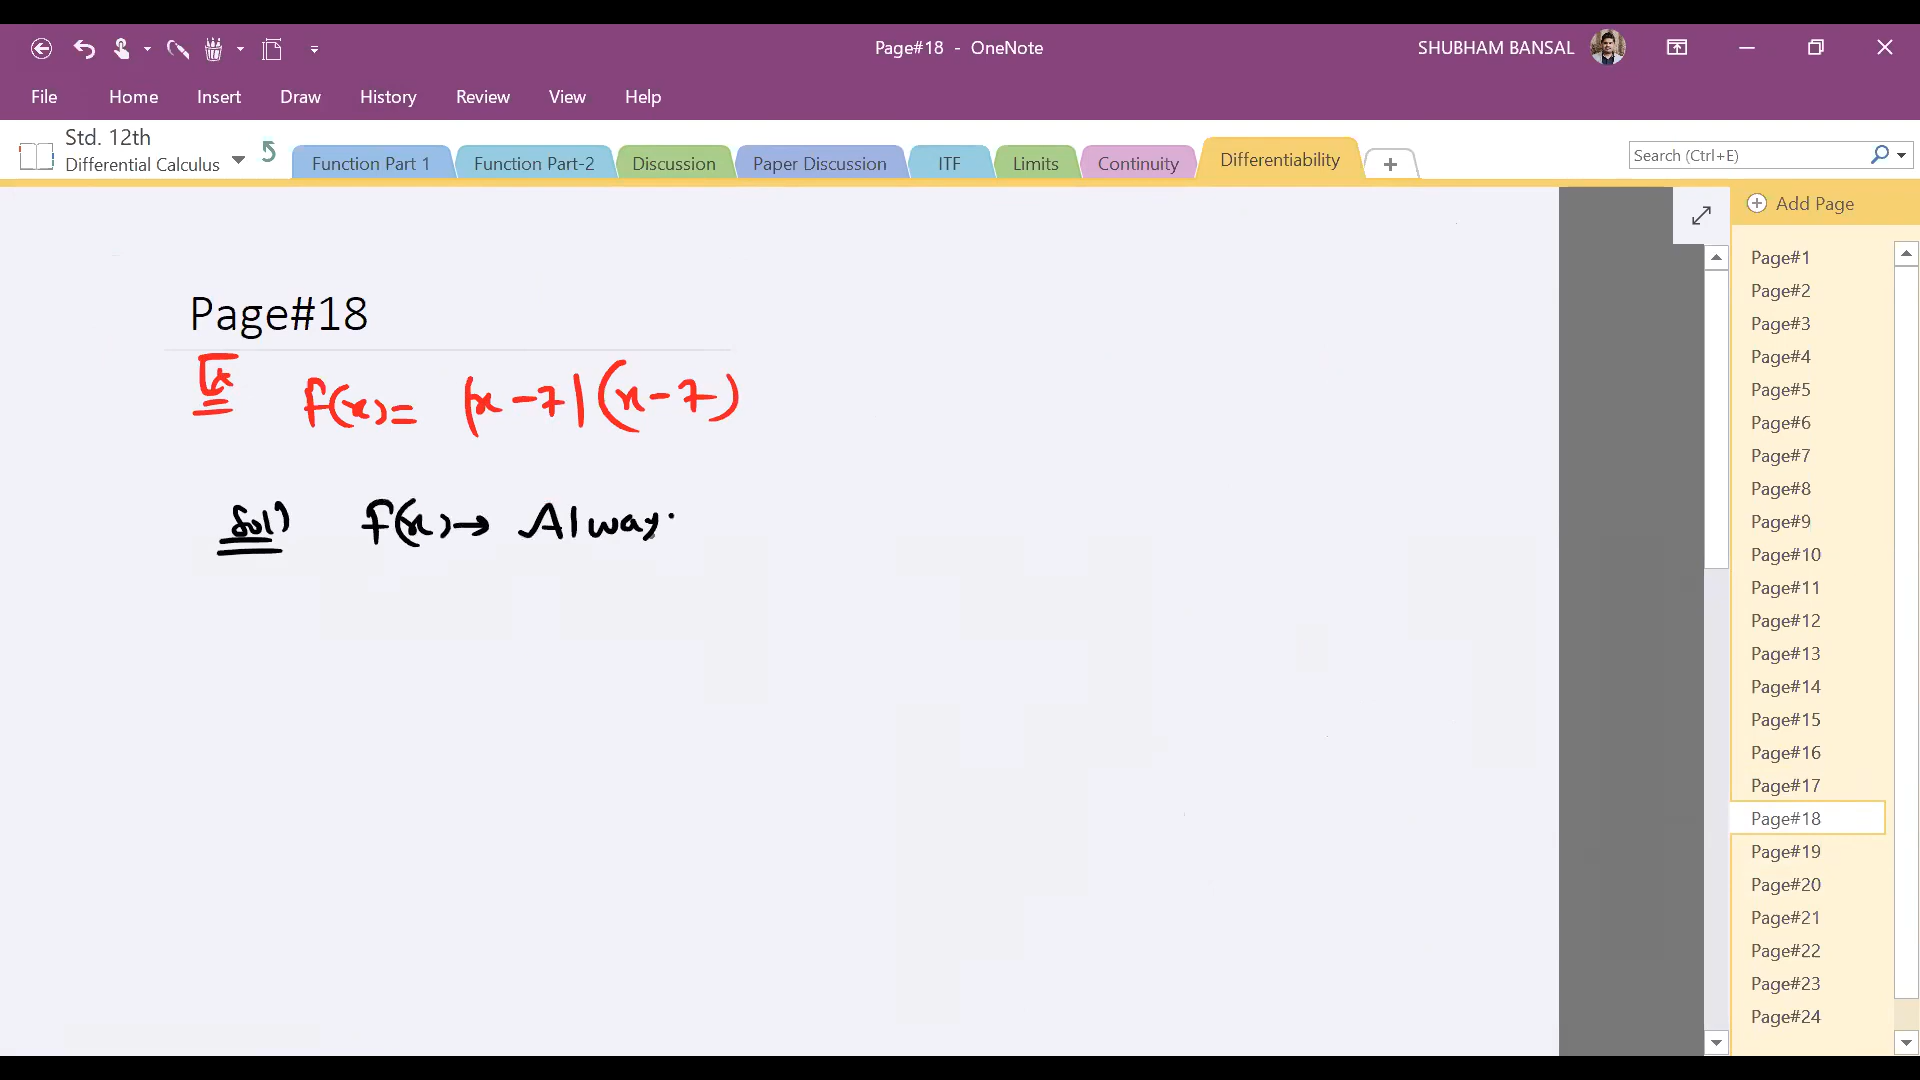 Page#18 - OneNote
SHUBHAM BANSAL
File Home Insert Draw History Review View Help
Std. 12th
Differential Calculus
Function Part 1
Function Part-2
Discussion
Paper Discussion
ITF
Limits
Continuity
Differentiability
Search (Ctrl+E)
Add Page
Page#18
f(x)= |x-7|(x-7)
Sol)
f(x)→ Alway
Page#1
Page#2
Page#3
Page#4
Page#5
Page#6
Page#7
Page#8
Page#9
Page#10
Page#11
Page#12
Page#13
Page#14
Page#15
Page#16
Page#17
Page#18
Page#19
Page#20
Page#21
Page#22
Page#23
Page#24